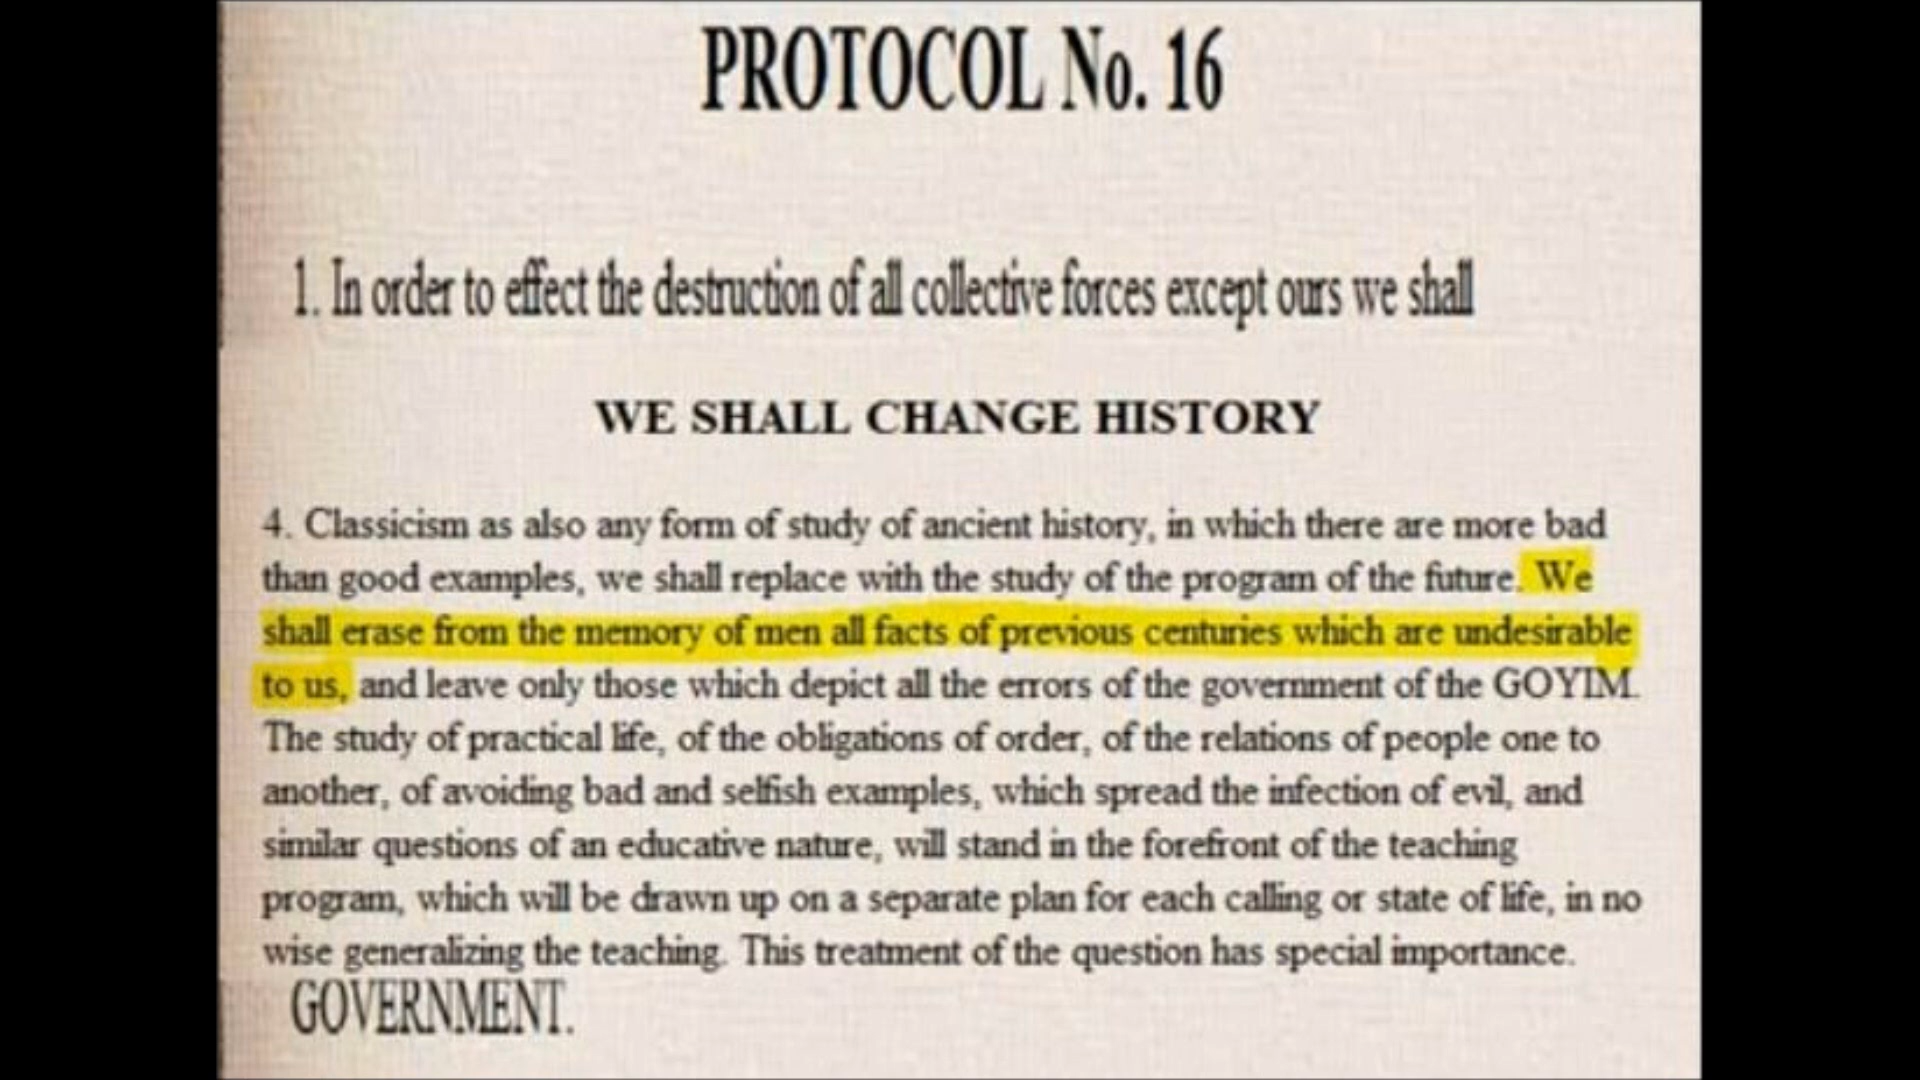 PROTOCOL No. 16
1. In order to effect the destruction of all collective forces except ours we shall
WE SHALL CHANGE HISTORY
4. Classicism as also any form of study of ancient history, in which there are more bad
than good examples, we shall replace with the study of the program of the future. We
shall erase from the memory of men all facts of previous centuries which are undesirable
to us, and leave only those which depict all the errors of the government of the GOYIM.
The study of practical life, of the obligations of order, of the relations of people one to
another, of avoiding bad and selfish examples, which spread the infection of evil, and
similar questions of an educative nature, will stand in the forefront of the teaching
program, which will be drawn up on a separate plan for each calling or state of life, in no
wise generalizing the teaching. This treatment of the question has special importance.
GOVERNMENT.